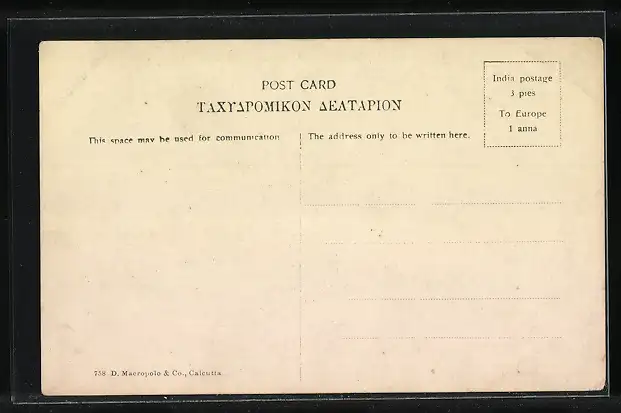 POST CARD
ΤΑΧΥΔΡΟΜΙΚΟΝ ΔΕΛΤΑΡΙΟΝ
India postage
3 pies
To Europe
1 anna
This space may be used for communication
The address only to be written here.
758 D. Macropolo & Co., Calcutta